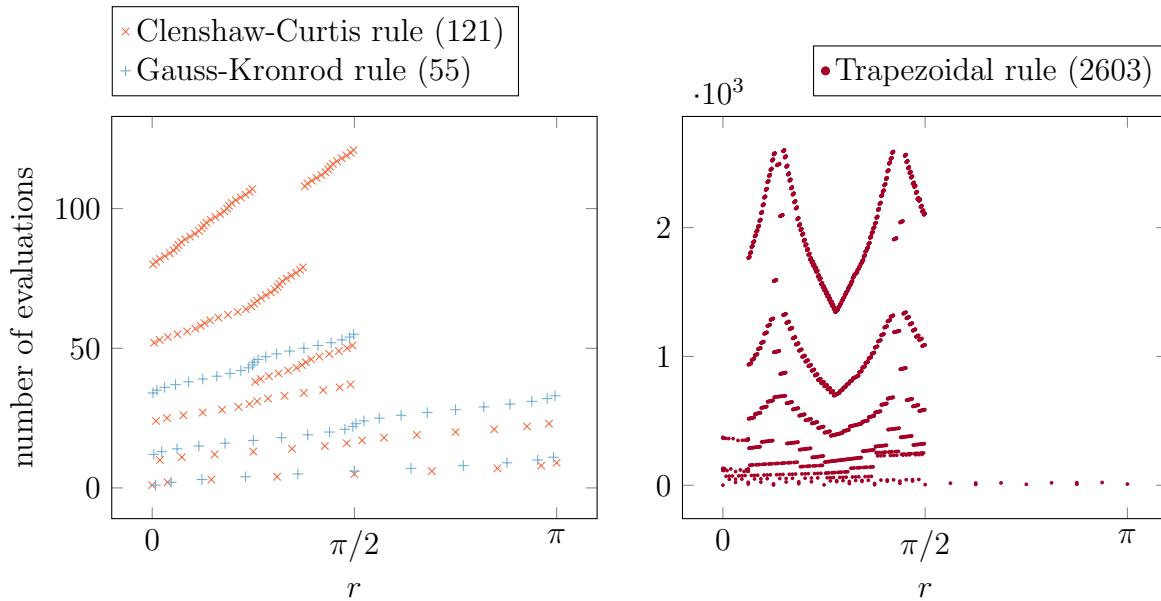 Clenshaw-Curtis rule (121)
Gauss-Kronrod rule (55)
number of evaluations
100
50
0
0
π/2
π
r
Trapezoidal rule (2603)
·10³
2
1
0
0
π/2
π
r